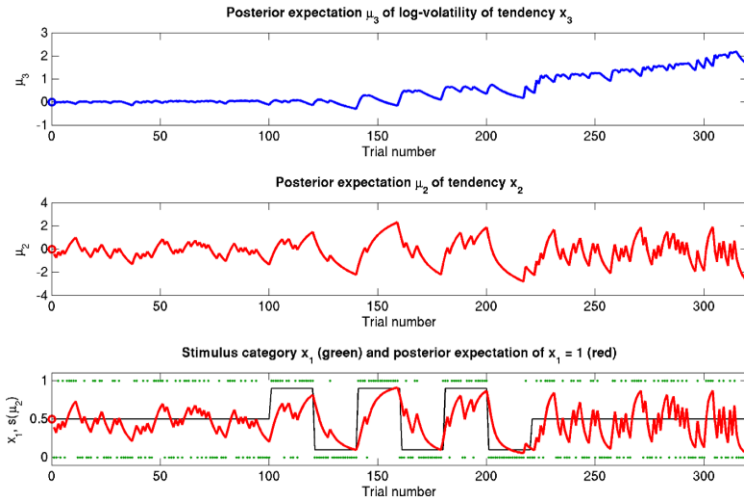 Posterior expectation μ3 of log-volatility of tendency x3
3
2
1
0
-1
μ3
0 50 100 150 200 250 300
Trial number
Posterior expectation μ2 of tendency x2
4
2
0
-2
-4
μ2
0 50 100 150 200 250 300
Trial number
Stimulus category x1 (green) and posterior expectation of x1 = 1 (red)
1
0.5
0
x1, s(μ2)
0 50 100 150 200 250 300
Trial number